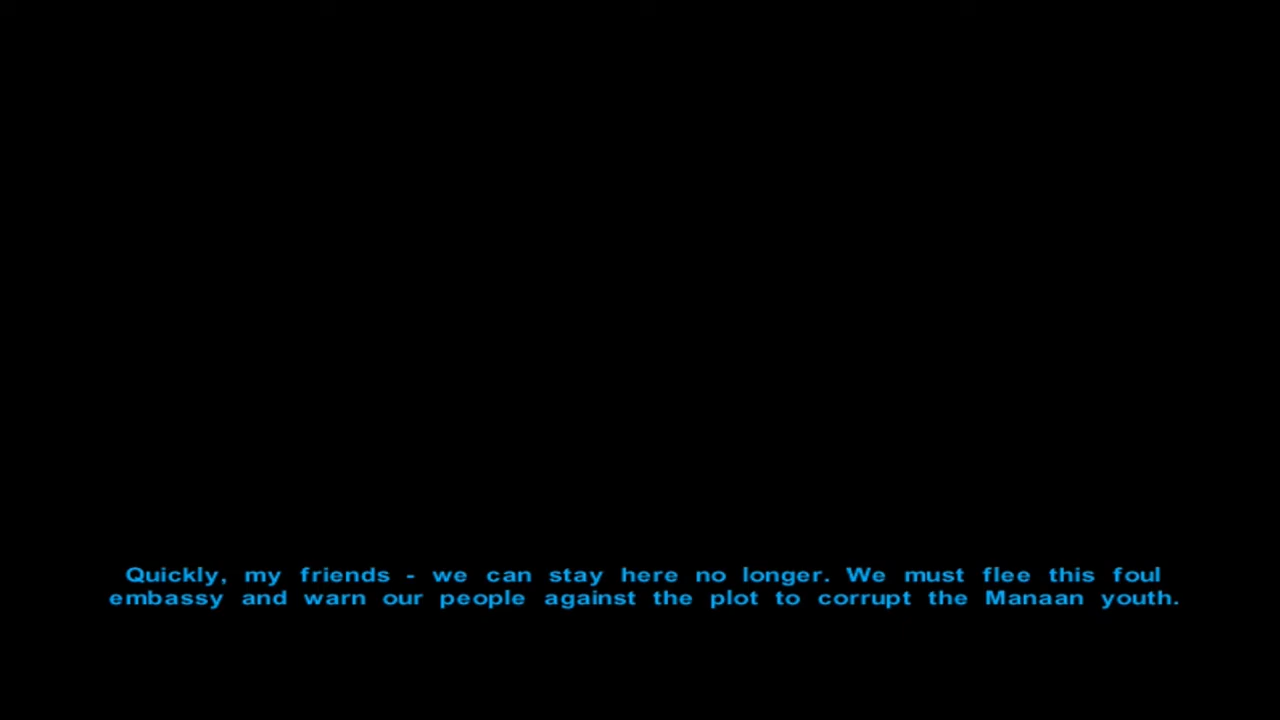 Quickly, my friends - we can stay here no longer. We must flee this foul
embassy and warn our people against the plot to corrupt the Manaan youth.